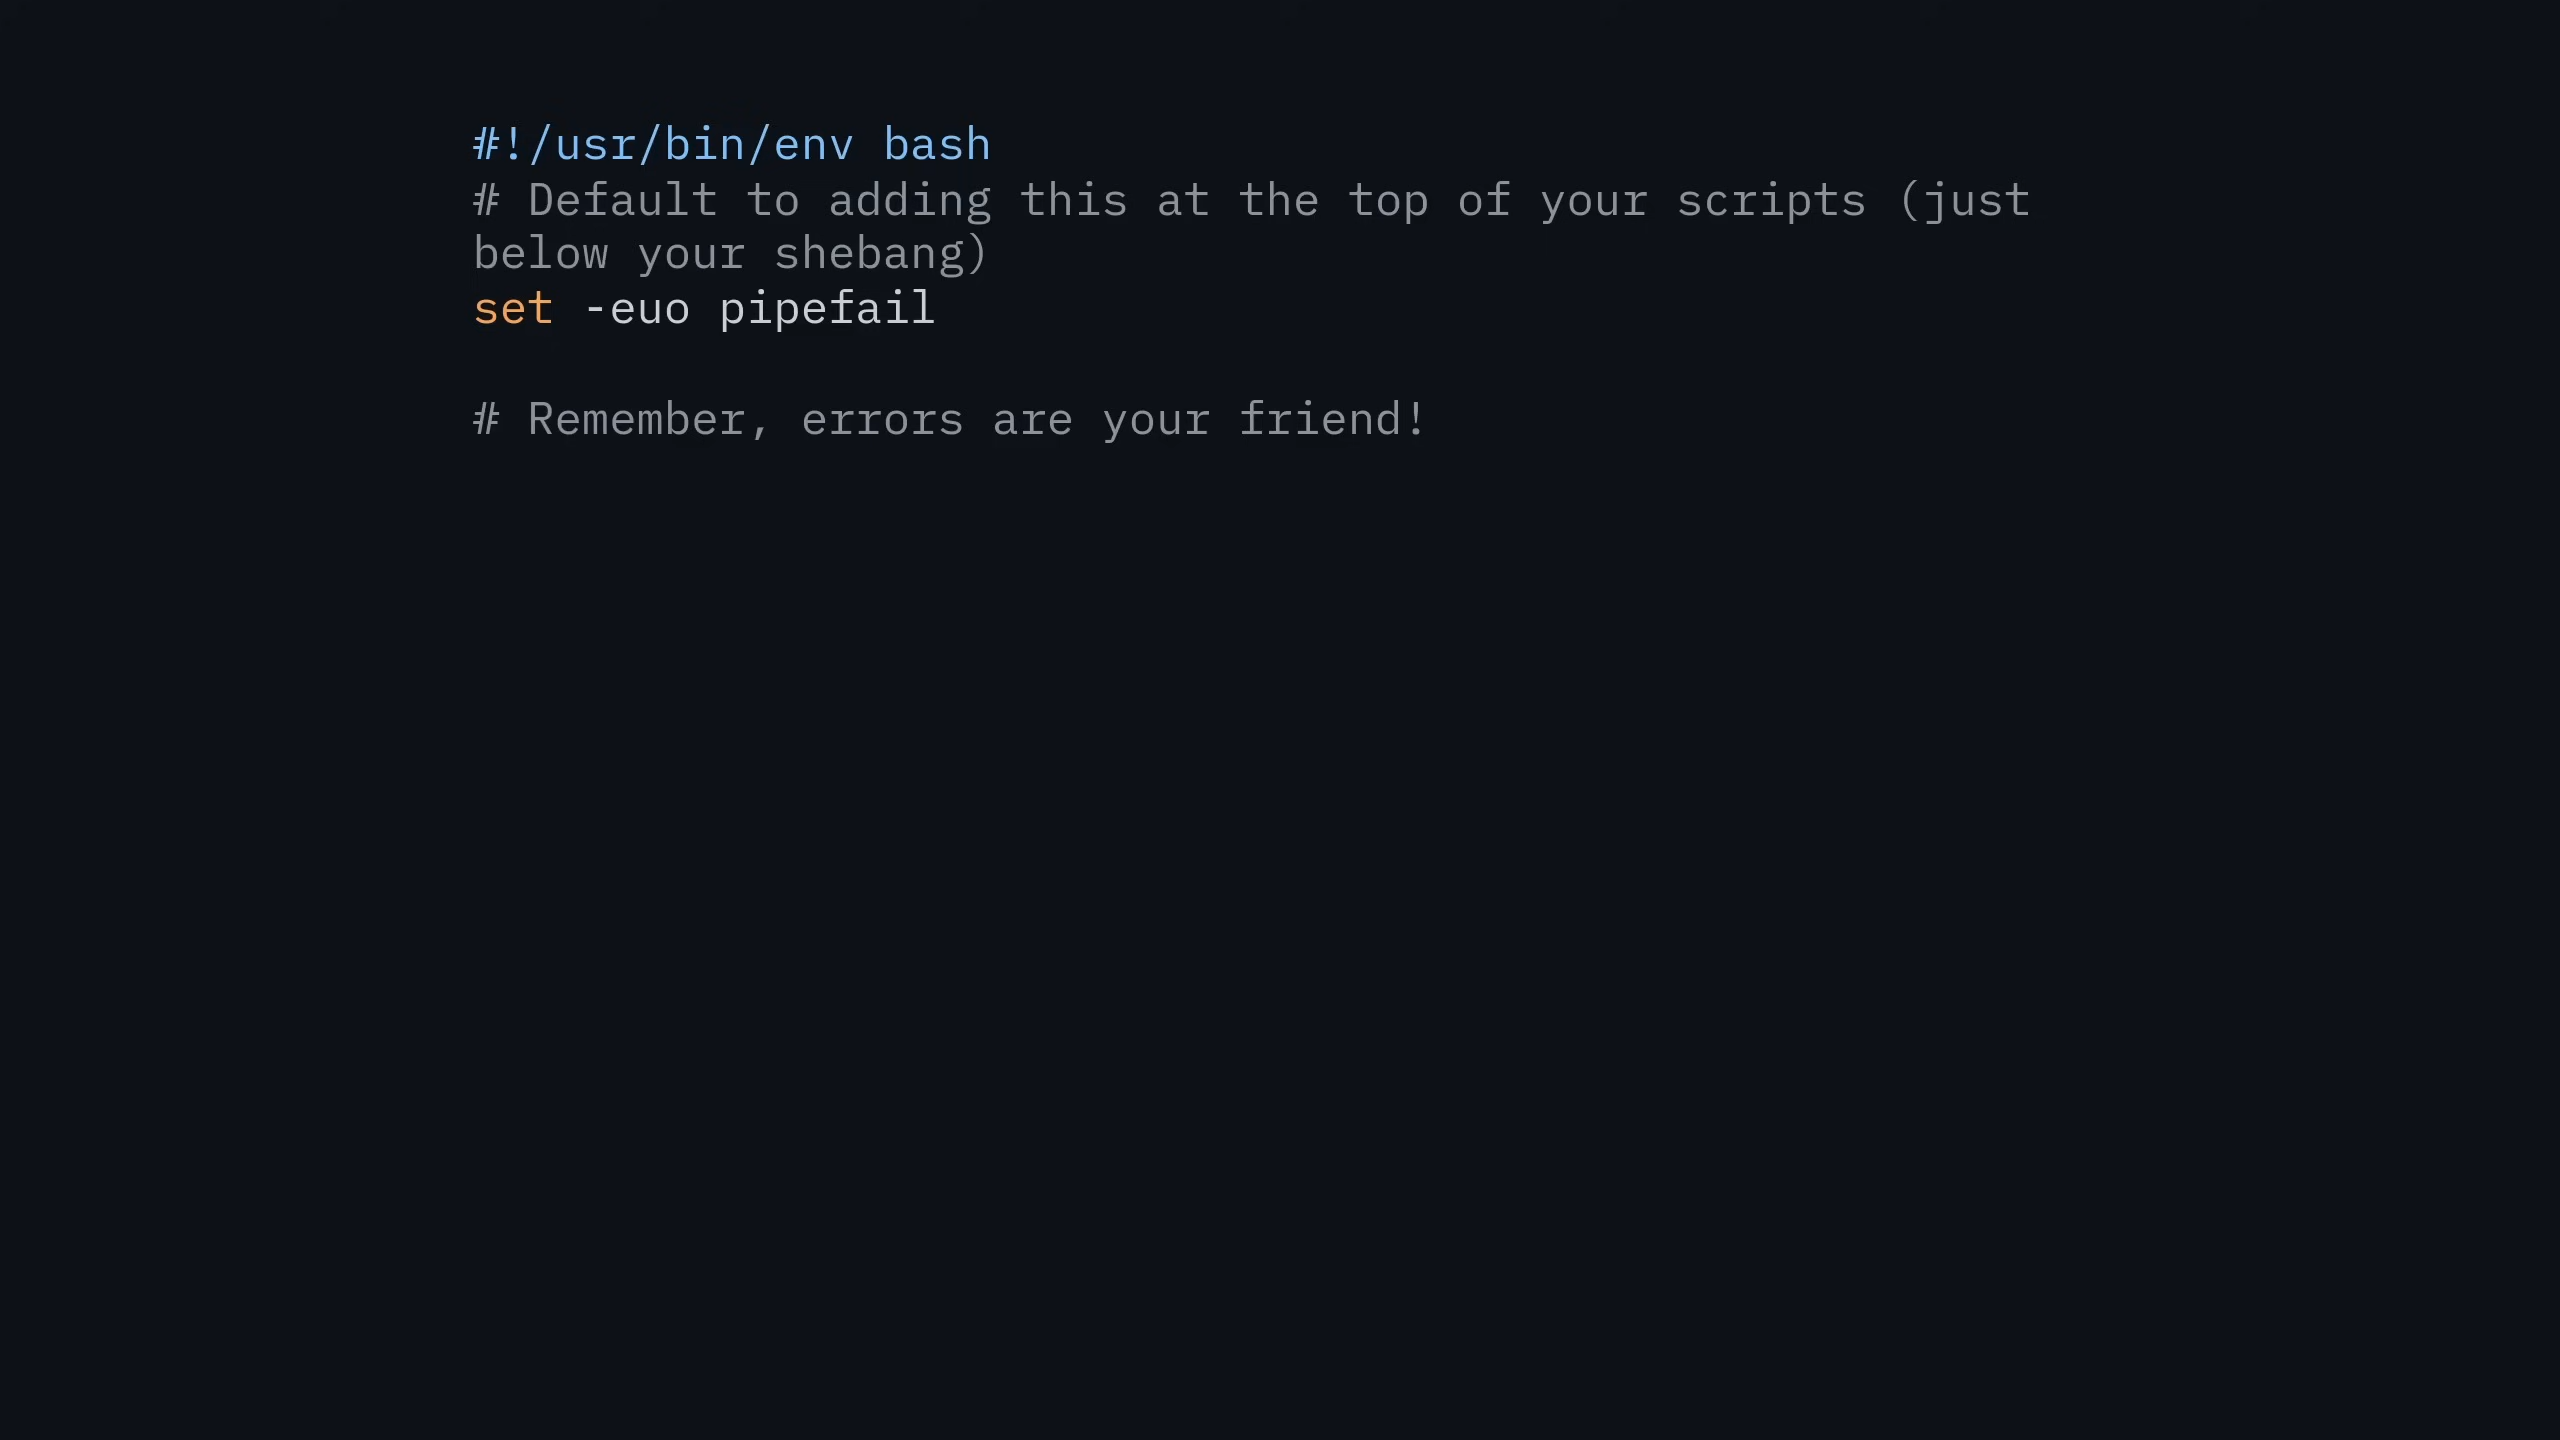 #!/usr/bin/env bash
# Default to adding this at the top of your scripts (just
below your shebang)
set -euo pipefail
# Remember, errors are your friend!